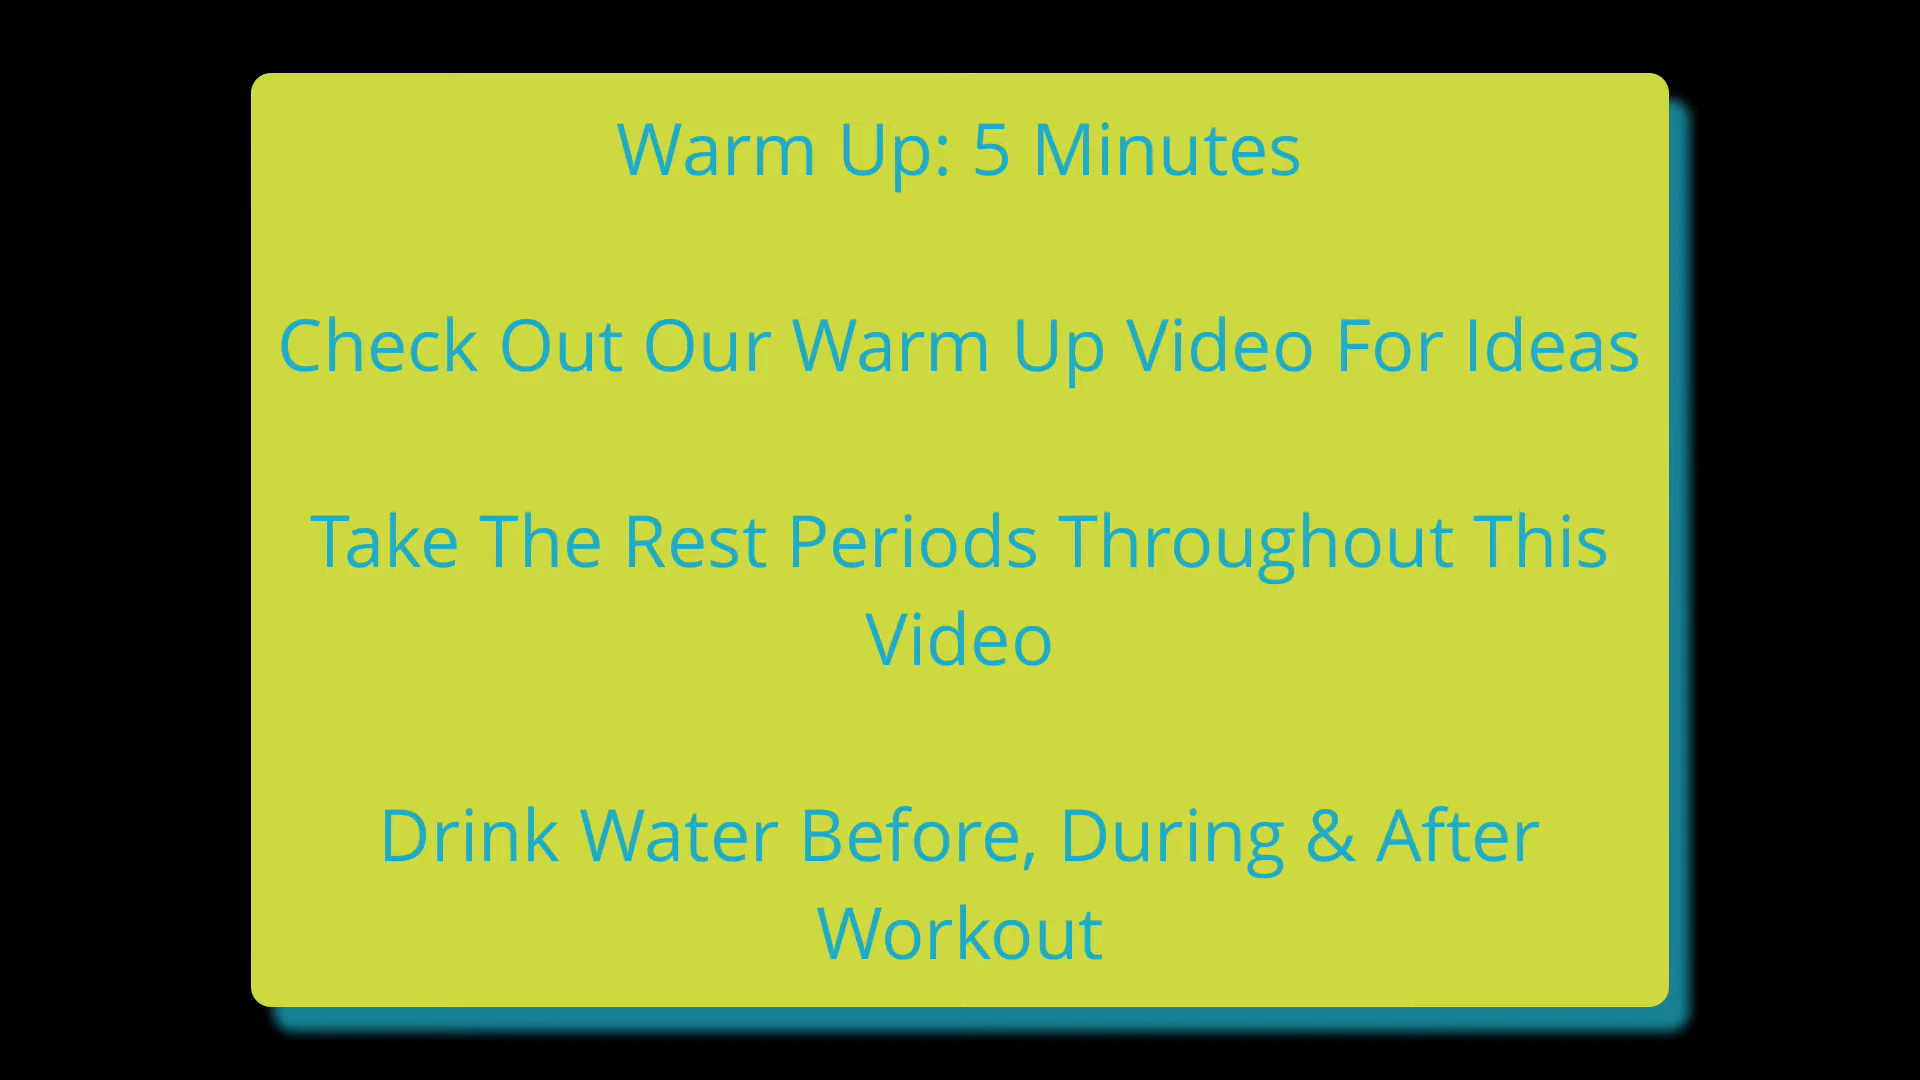 Warm Up: 5 Minutes
Check Out Our Warm Up Video For Ideas
Take The Rest Periods Throughout This
Video
Drink Water Before, During & After
Workout